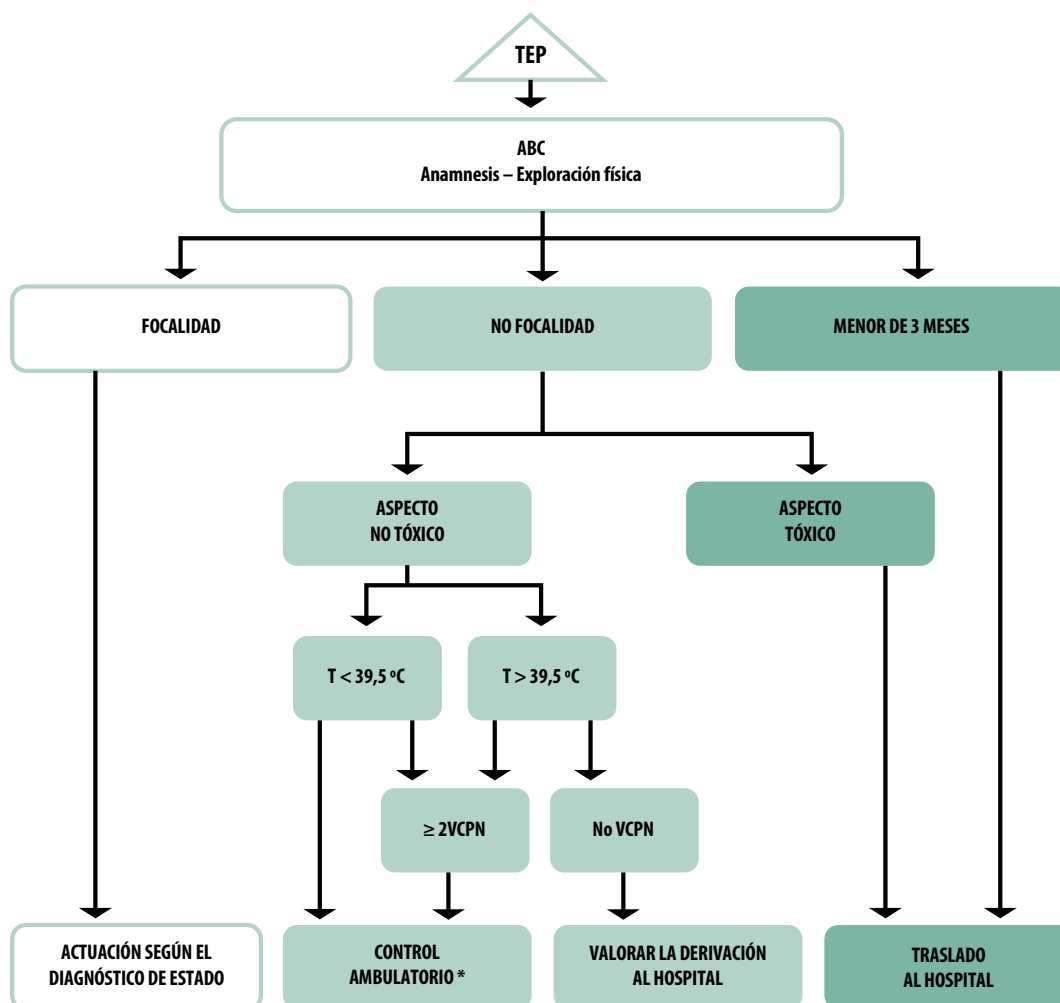 TEP
ABC
Anamnesis – Exploración física
FOCALIDAD
NO FOCALIDAD
MENOR DE 3 MESES
ASPECTO
NO TÓXICO
ASPECTO
TÓXICO
T < 39,5 ºC
T > 39,5 ºC
≥ 2VCPN
No VCPN
ACTUACIÓN SEGÚN EL
DIAGNÓSTICO DE ESTADO
CONTROL
AMBULATORIO *
VALORAR LA DERIVACIÓN
AL HOSPITAL
TRASLADO
AL HOSPITAL